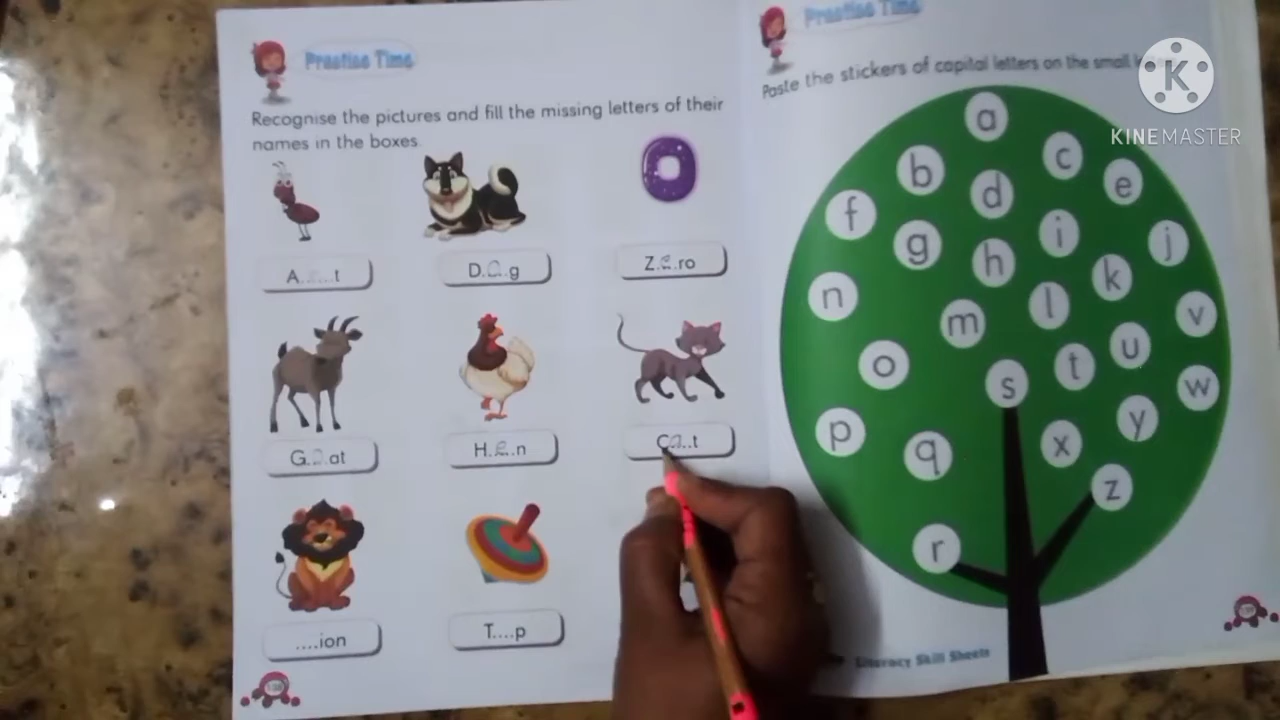 Practise Time
Recognise the pictures and fill the missing letters of their
names in the boxes.
A......t
D.o.g
Z.e.ro
G.o.at
H.e.n
Ca..t
....ion
T....p
Practise Time
Paste the stickers of capital letters on the small
KINEMASTER
K
a
b
c
d
e
f
g
h
i
j
k
l
m
n
o
p
q
r
s
t
u
v
w
x
y
z
Literacy Skill Sheets